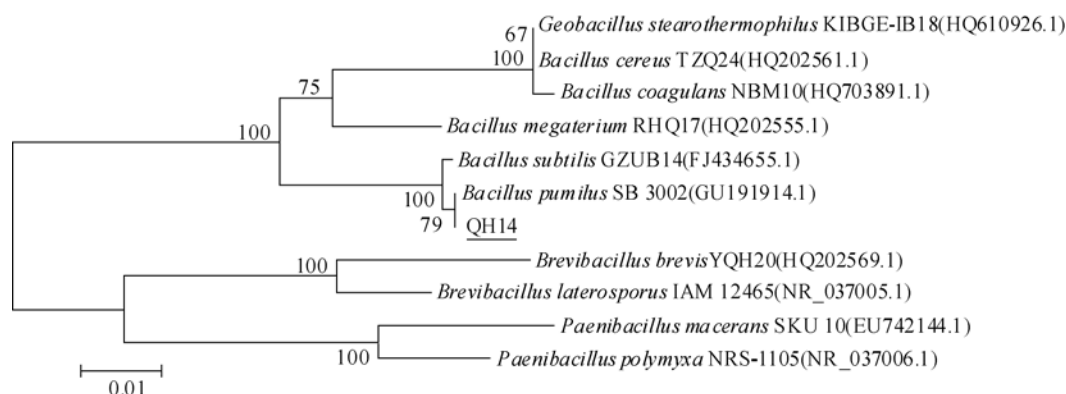 Geobacillus stearothermophilus KIBGE-IB18(HQ610926.1)
67
100
Bacillus cereus TZQ24(HQ202561.1)
75
Bacillus coagulans NBM10(HQ703891.1)
100
Bacillus megaterium RHQ17(HQ202555.1)
Bacillus subtilis GZUB14(FJ434655.1)
100
Bacillus pumilus SB 3002(GU191914.1)
79
QH14
100
Brevibacillus brevisYQH20(HQ202569.1)
Brevibacillus laterosporus IAM 12465(NR_037005.1)
Paenibacillus macerans SKU 10(EU742144.1)
100
Paenibacillus polymyxa NRS-1105(NR_037006.1)
0.01